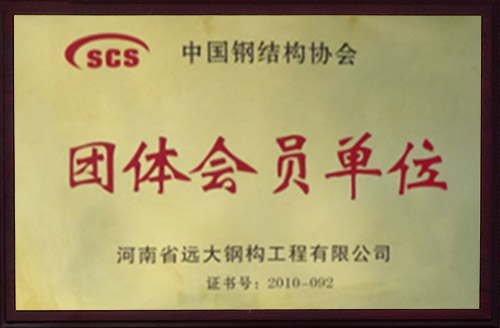 SCS 中国钢结构协会
团体会员单位
河南省远大钢构工程有限公司
证书号：2010-092